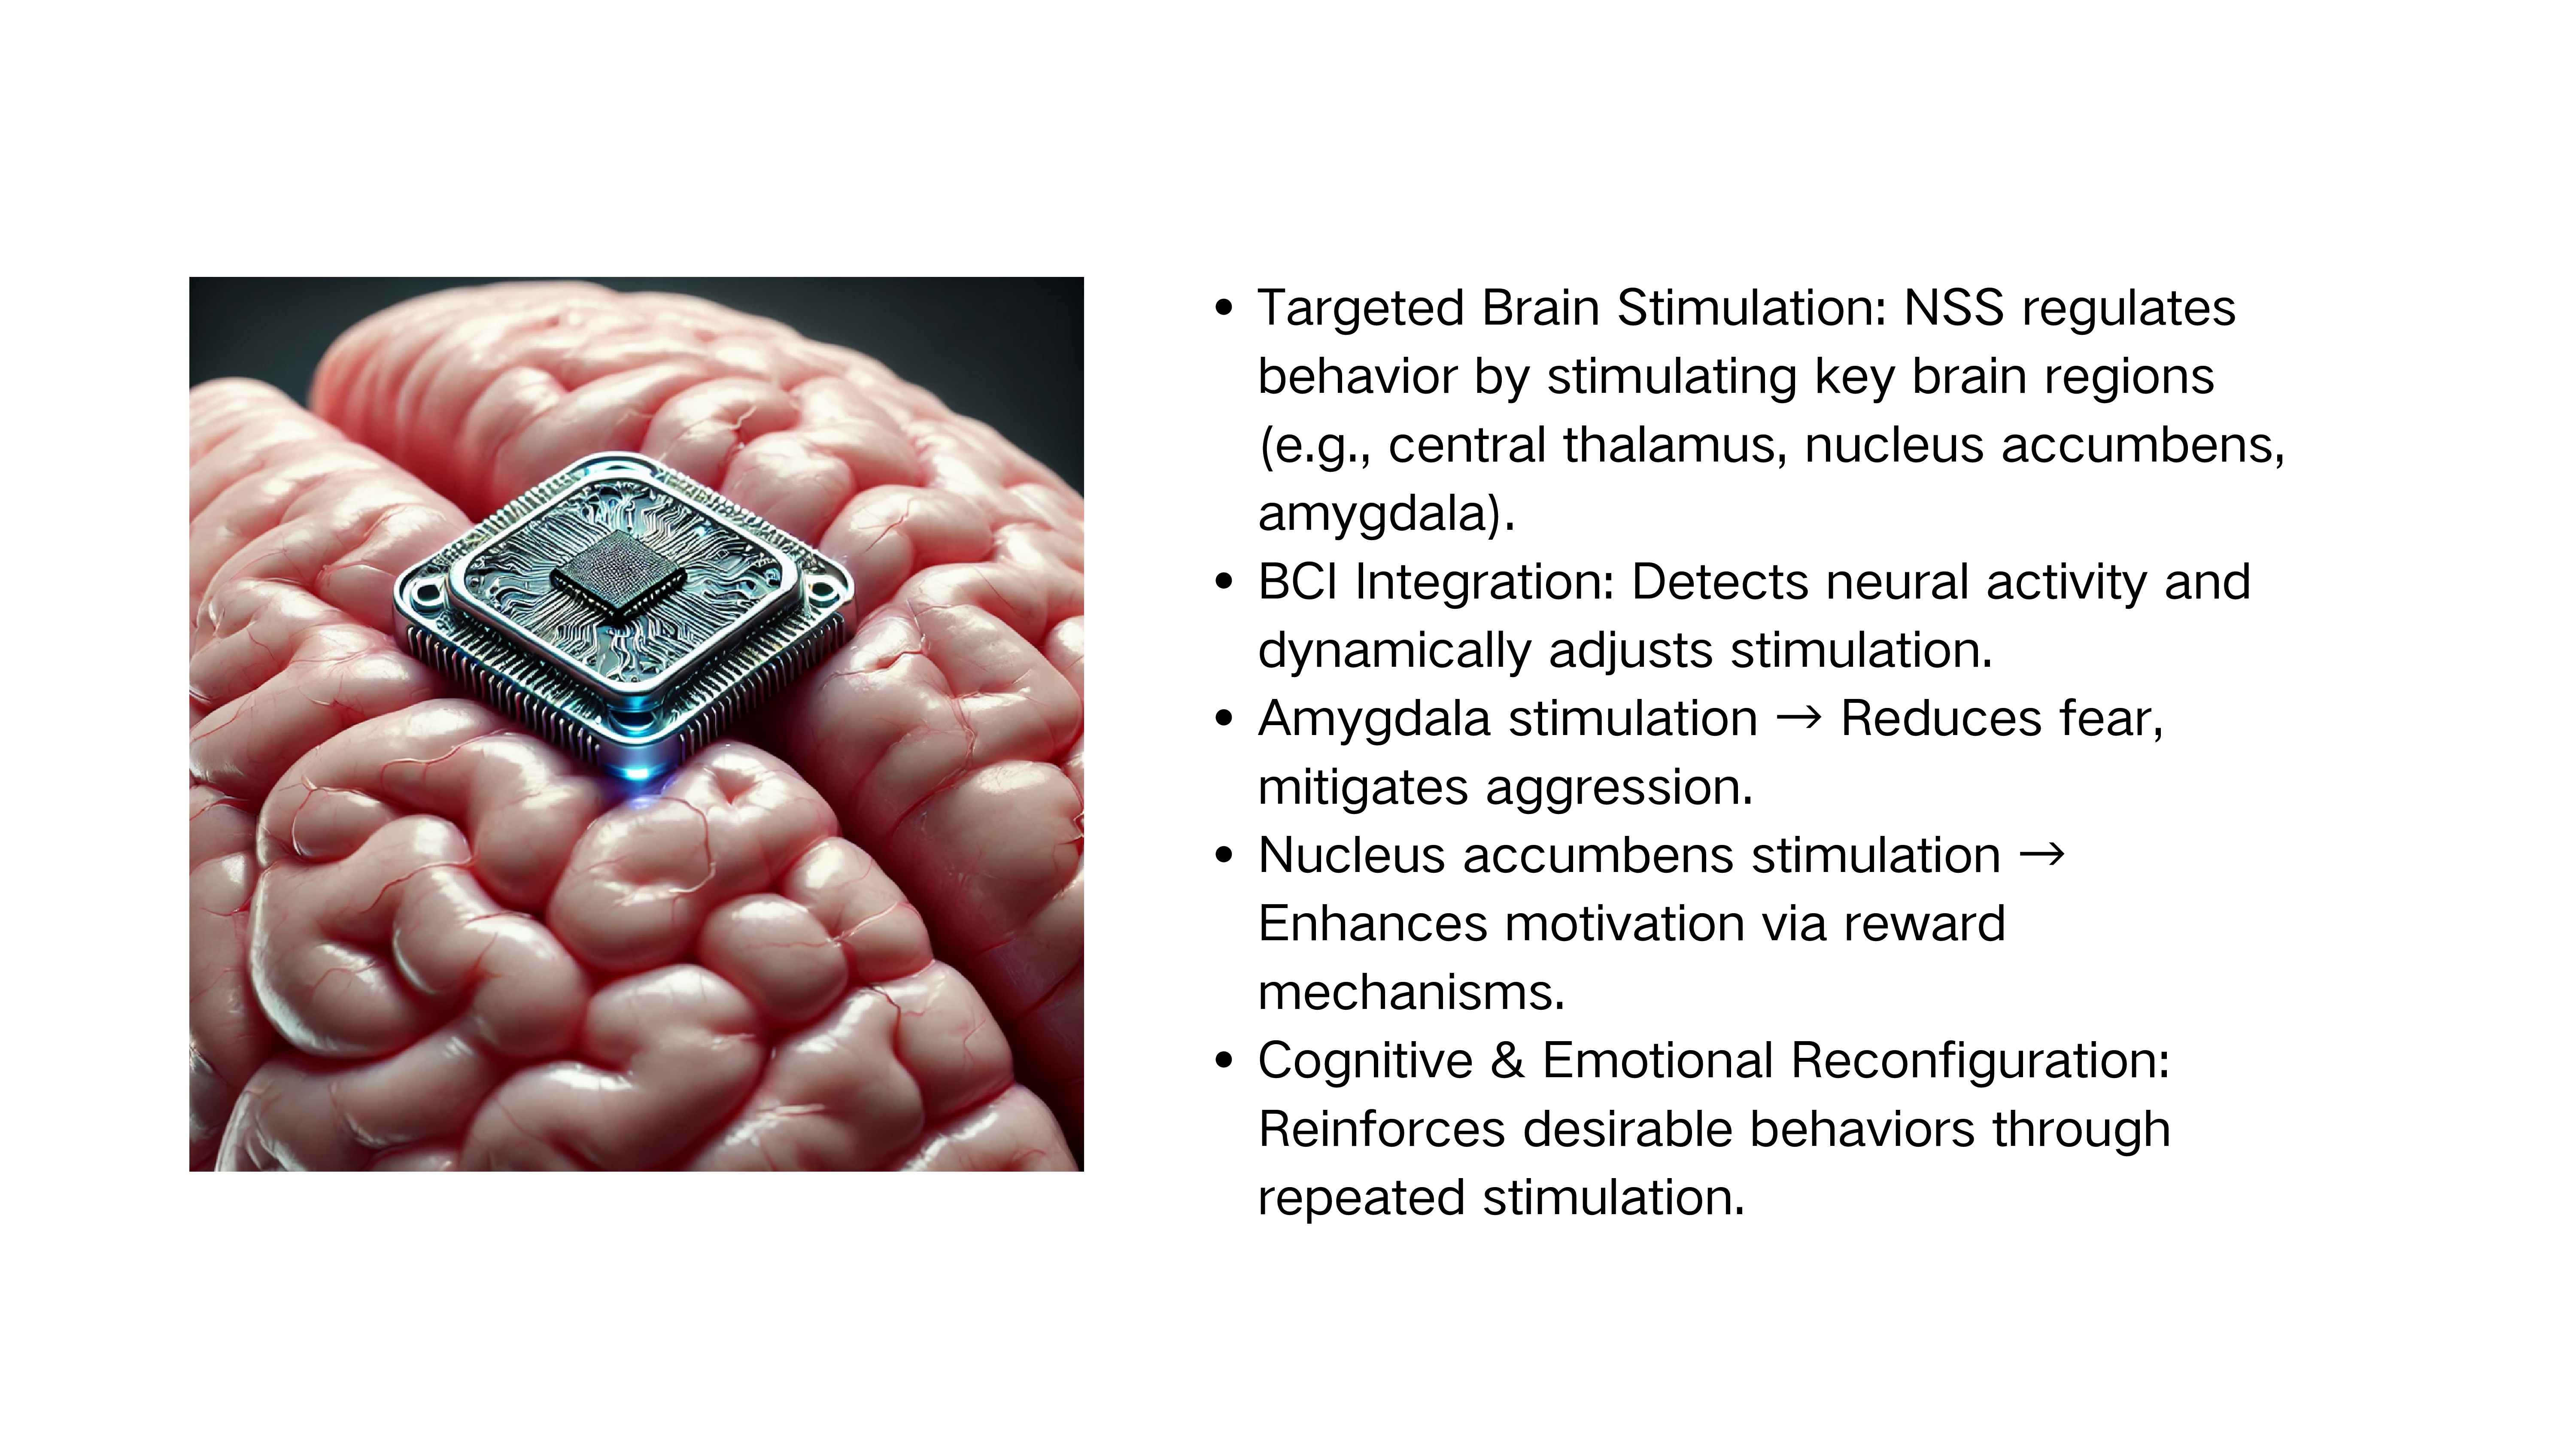 • Targeted Brain Stimulation: NSS regulates
behavior by stimulating key brain regions
(e.g., central thalamus, nucleus accumbens,
amygdala).
• BCI Integration: Detects neural activity and
dynamically adjusts stimulation.
• Amygdala stimulation → Reduces fear,
mitigates aggression.
• Nucleus accumbens stimulation →
Enhances motivation via reward
mechanisms.
• Cognitive & Emotional Reconfiguration:
Reinforces desirable behaviors through
repeated stimulation.